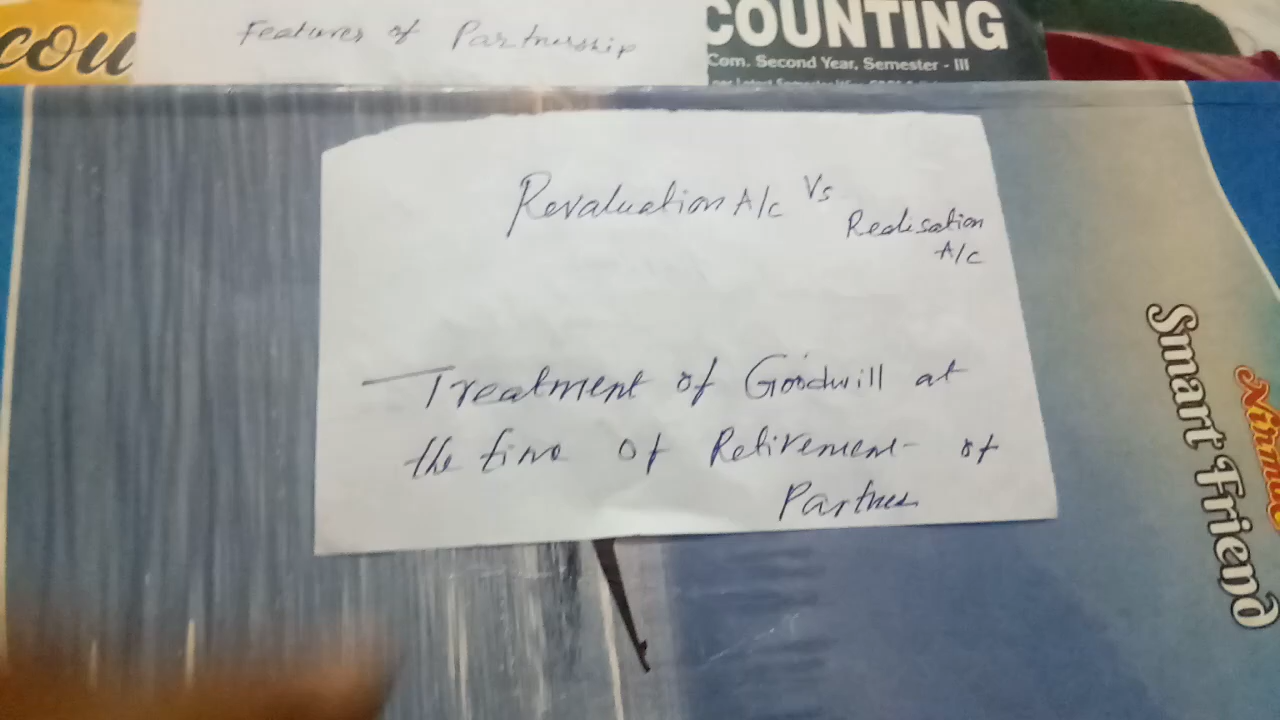 cou
Features of Partnership
COUNTING
Com. Second Year, Semester - III
Revaluation A/c Vs
Realisation
A/c
Treatment of Goodwill at
the time of Retirement of
Partner
Smart Friend